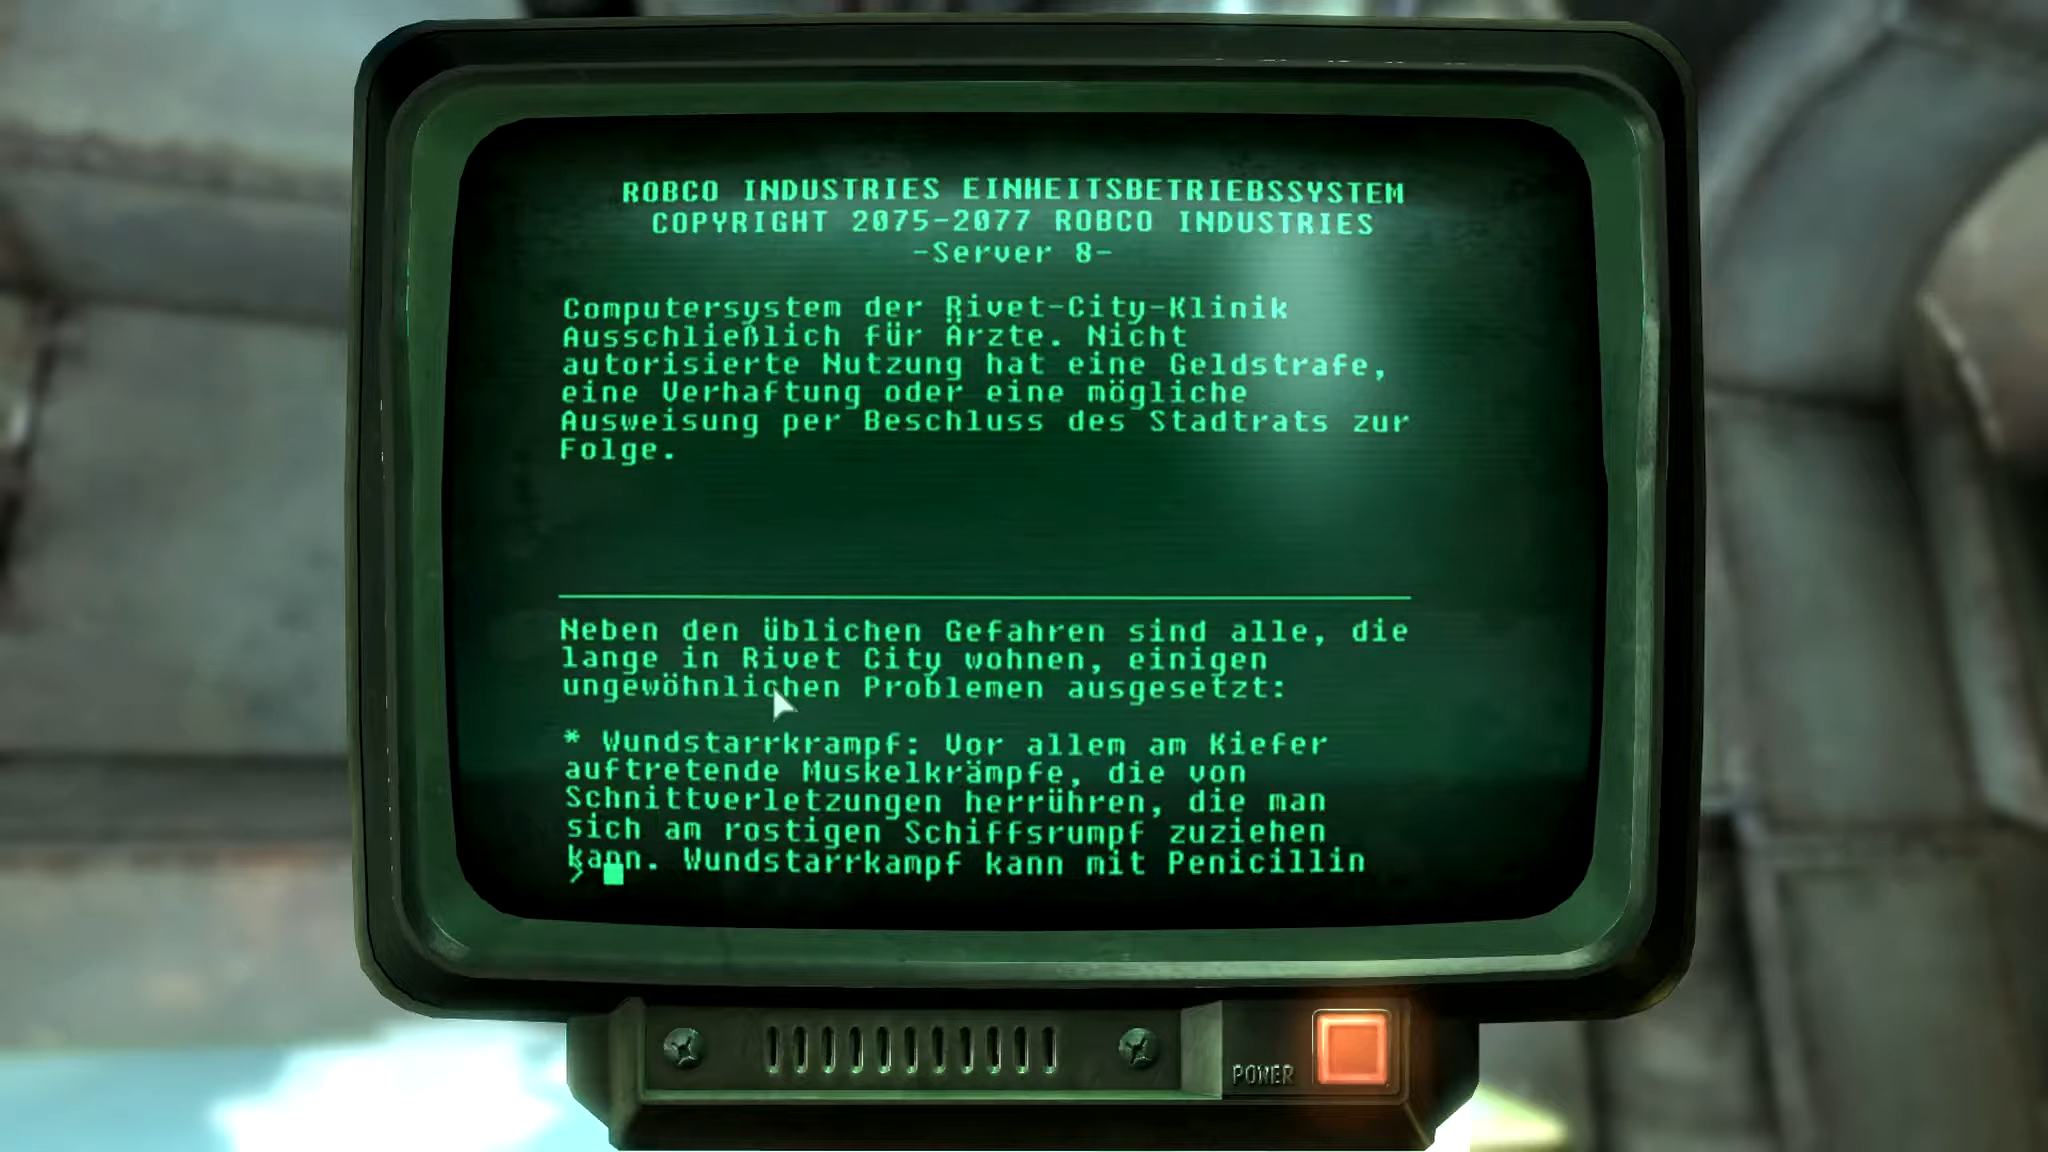 ROBCO INDUSTRIES EINHEITSBETRIEBSSYSTEM
COPYRIGHT 2075-2077 ROBCO INDUSTRIES
-Server 8-
Computersystem der Rivet-City-Klinik
Ausschließlich für Ärzte. Nicht
autorisierte Nutzung hat eine Geldstrafe,
eine Verhaftung oder eine mögliche
Ausweisung per Beschluss des Stadtrats zur
Folge.
Neben den üblichen Gefahren sind alle, die
lange in Rivet City wohnen, einigen
ungewöhnlichen Problemen ausgesetzt:
* Wundstarrkrampf: Vor allem am Kiefer
auftretende Muskelkrämpfe, die von
Schnittverletzungen herrühren, die man
sich am rostigen Schiffsrumpf zuziehen
kann. Wundstarrkampf kann mit Penicillin
>
POWER